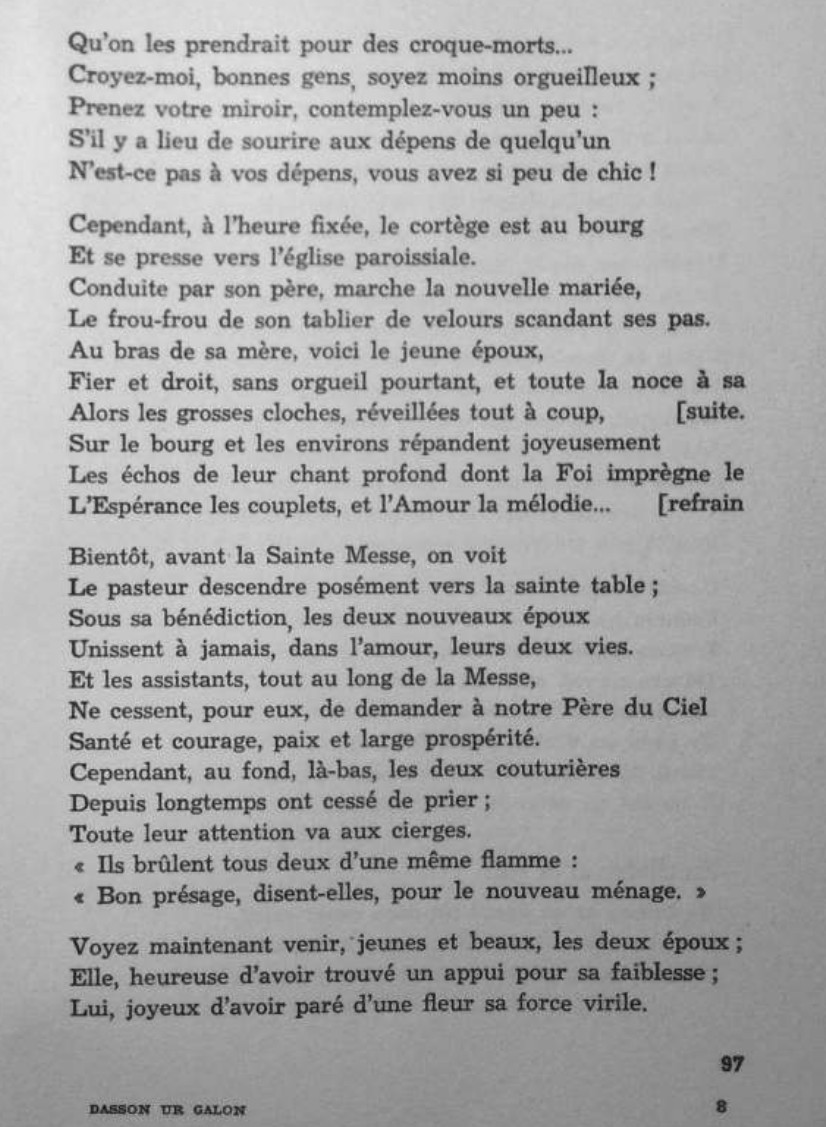 Qu'on les prendrait pour des croque-morts...
Croyez-moi, bonnes gens, soyez moins orgueilleux ;
Prenez votre miroir, contemplez-vous un peu :
S'il y a lieu de sourire aux dépens de quelqu'un
N'est-ce pas à vos dépens, vous avez si peu de chic !
Cependant, à l'heure fixée, le cortège est au bourg
Et se presse vers l'église paroissiale.
Conduite par son père, marche la nouvelle mariée,
Le frou-frou de son tablier de velours scandant ses pas.
Au bras de sa mère, voici le jeune époux,
Fier et droit, sans orgueil pourtant, et toute la noce à sa
Alors les grosses cloches, réveillées tout à coup, [suite.
Sur le bourg et les environs répandent joyeusement
Les échos de leur chant profond dont la Foi imprègne le
L'Espérance les couplets, et l'Amour la mélodie... [refrain
Bientôt, avant la Sainte Messe, on voit
Le pasteur descendre posément vers la sainte table ;
Sous sa bénédiction, les deux nouveaux époux
Unissent à jamais, dans l'amour, leurs deux vies.
Et les assistants, tout au long de la Messe,
Ne cessent, pour eux, de demander à notre Père du Ciel
Santé et courage, paix et large prospérité.
Cependant, au fond, là-bas, les deux couturières
Depuis longtemps ont cessé de prier ;
Toute leur attention va aux cierges.
« Ils brûlent tous deux d'une même flamme :
« Bon présage, disent-elles, pour le nouveau ménage. »
Voyez maintenant venir, jeunes et beaux, les deux époux ;
Elle, heureuse d'avoir trouvé un appui pour sa faiblesse ;
Lui, joyeux d'avoir paré d'une fleur sa force virile.
97
DASSON UR GALON 8